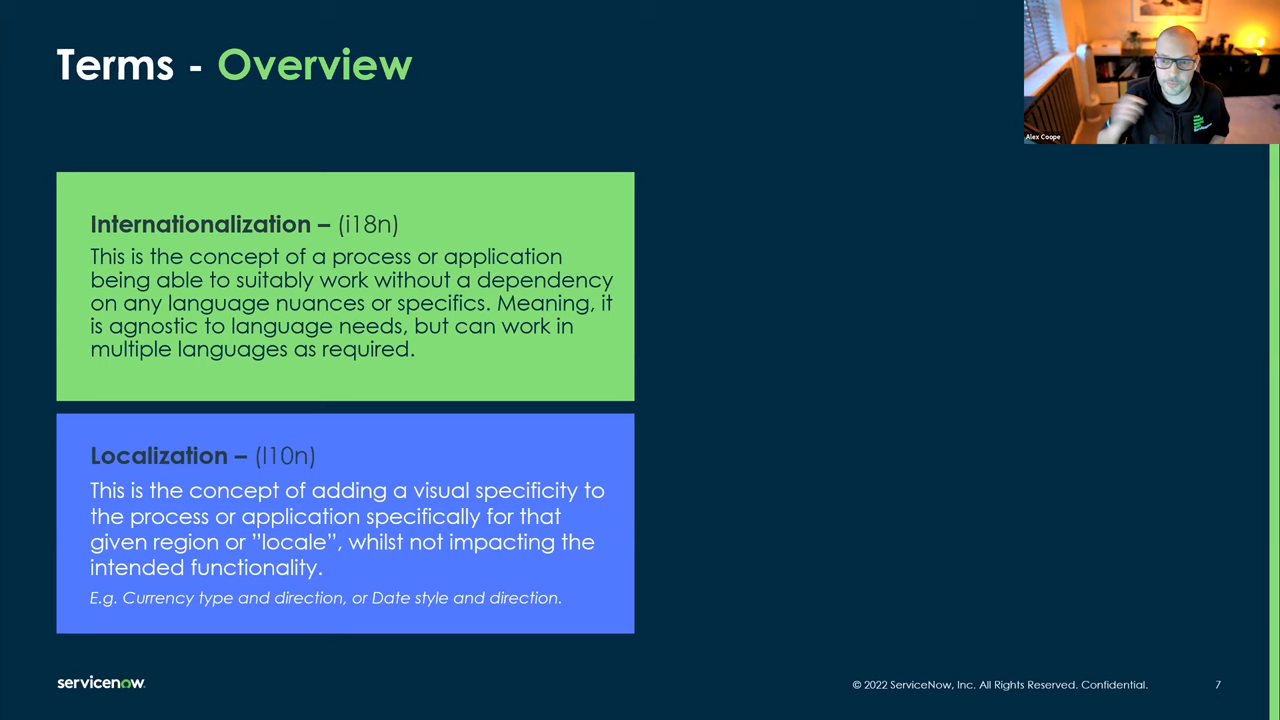 Terms - Overview
Alex Coope
Internationalization – (i18n)
This is the concept of a process or application
being able to suitably work without a dependency
on any language nuances or specifics. Meaning, it
is agnostic to language needs, but can work in
multiple languages as required.
Localization – (l10n)
This is the concept of adding a visual specificity to
the process or application specifically for that
given region or ”locale”, whilst not impacting the
intended functionality.
E.g. Currency type and direction, or Date style and direction.
servicenow.
© 2022 ServiceNow, Inc. All Rights Reserved. Confidential.
7